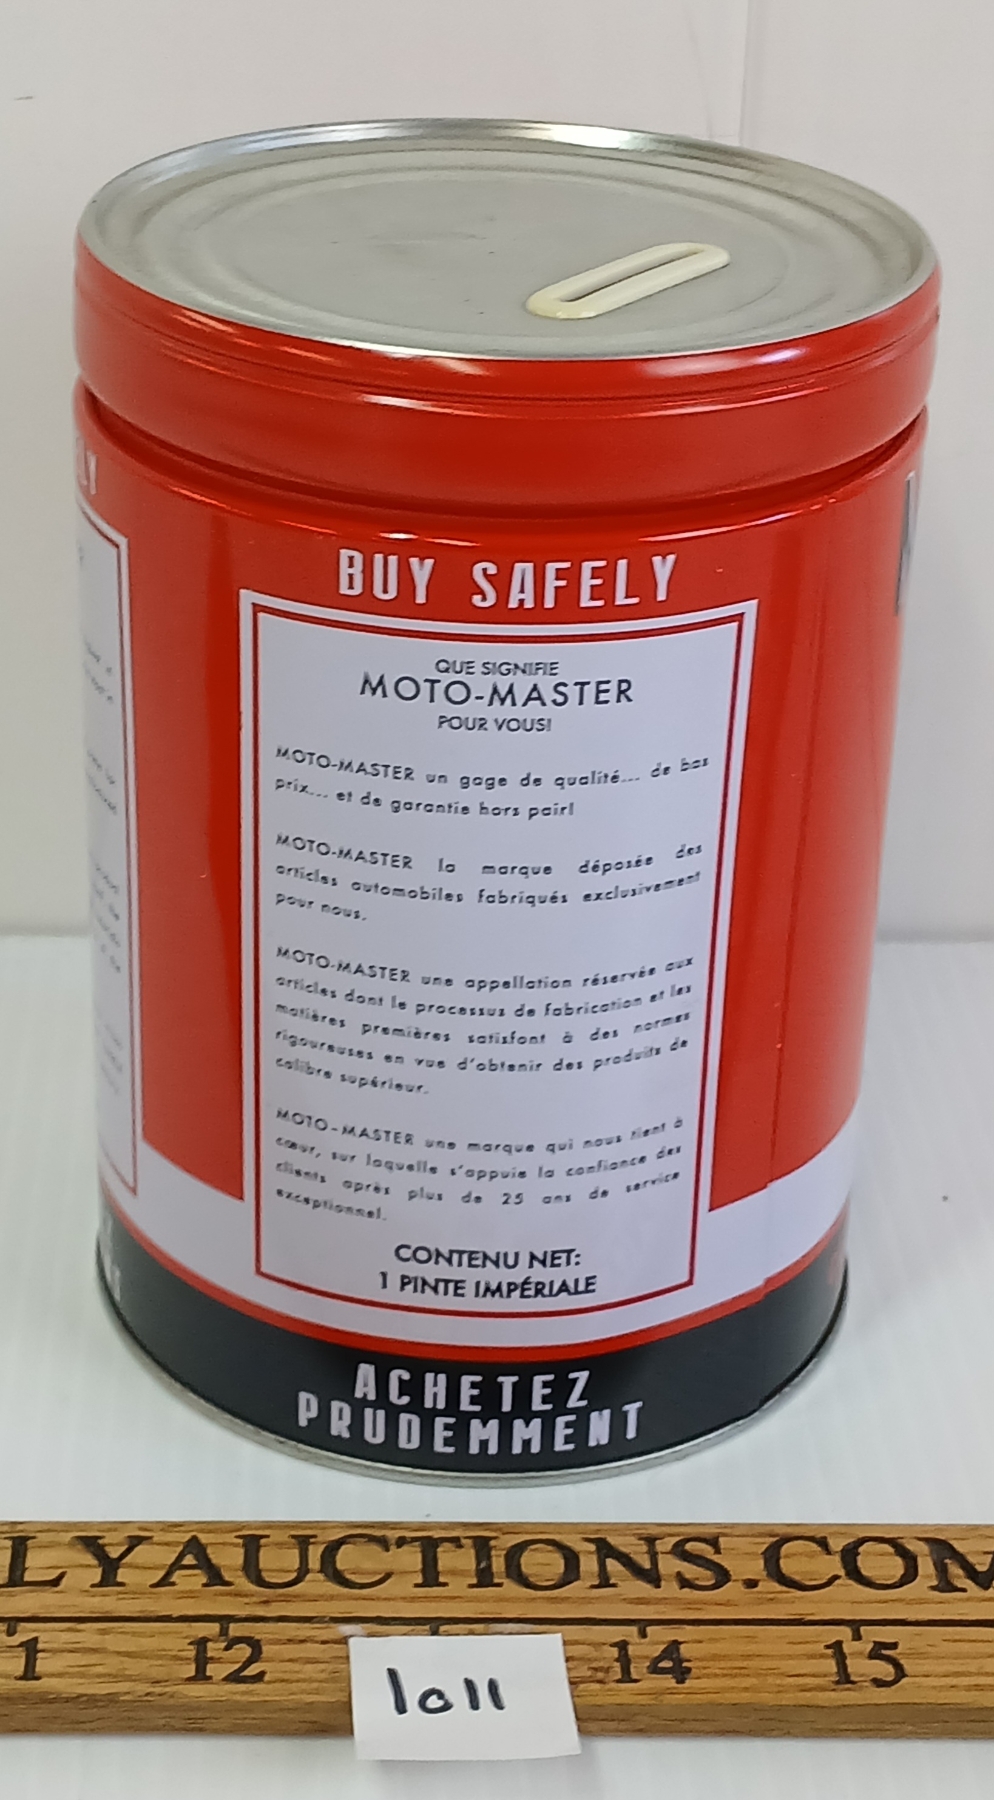 BUY SAFELY
QUE SIGNIFIE
MOTO-MASTER
POUR VOUS!
MOTO-MASTER un gage de qualité... de bas
prix... et de garantie hors pair!
MOTO-MASTER la marque déposée des
articles automobiles fabriqués exclusivement
pour nous.
MOTO-MASTER une appellation réservée aux
articles dont le processus de fabrication et les
matières premières satisfont à des normes
rigoureuses en vue d'obtenir des produits de
calibre supérieur.
MOTO-MASTER une marque qui nous tient à
cœur, sur laquelle s'appuie la confiance des
clients après plus de 25 ans de service
exceptionnel.
CONTENU NET:
1 PINTE IMPÉRIALE
ACHETEZ
PRUDEMMENT
LYAUCTIONS.COM
12 14 15
1011